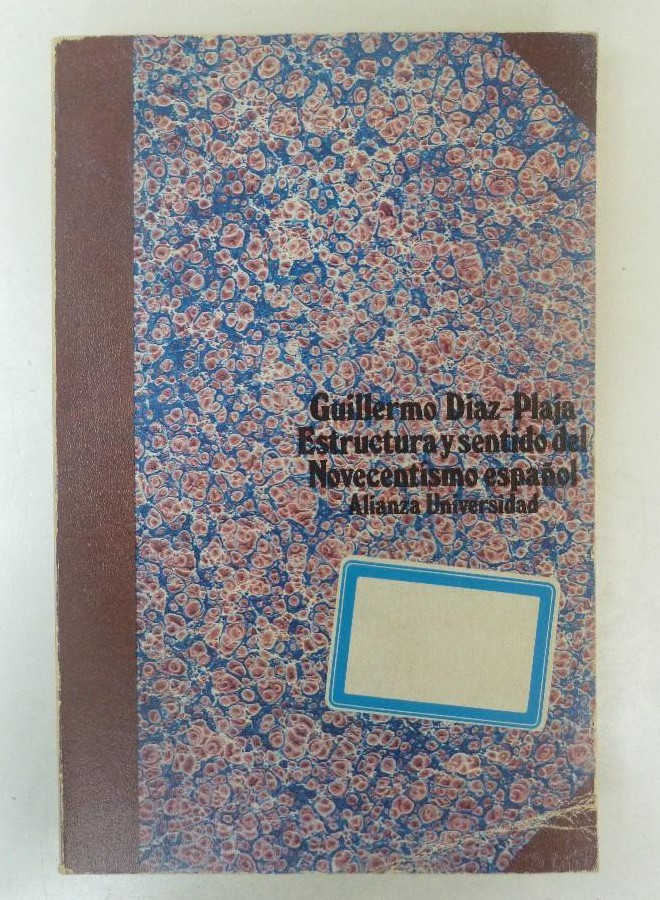 Guillermo Díaz-Plaja
Estructura y sentido del
Novecentismo español
Alianza Universidad